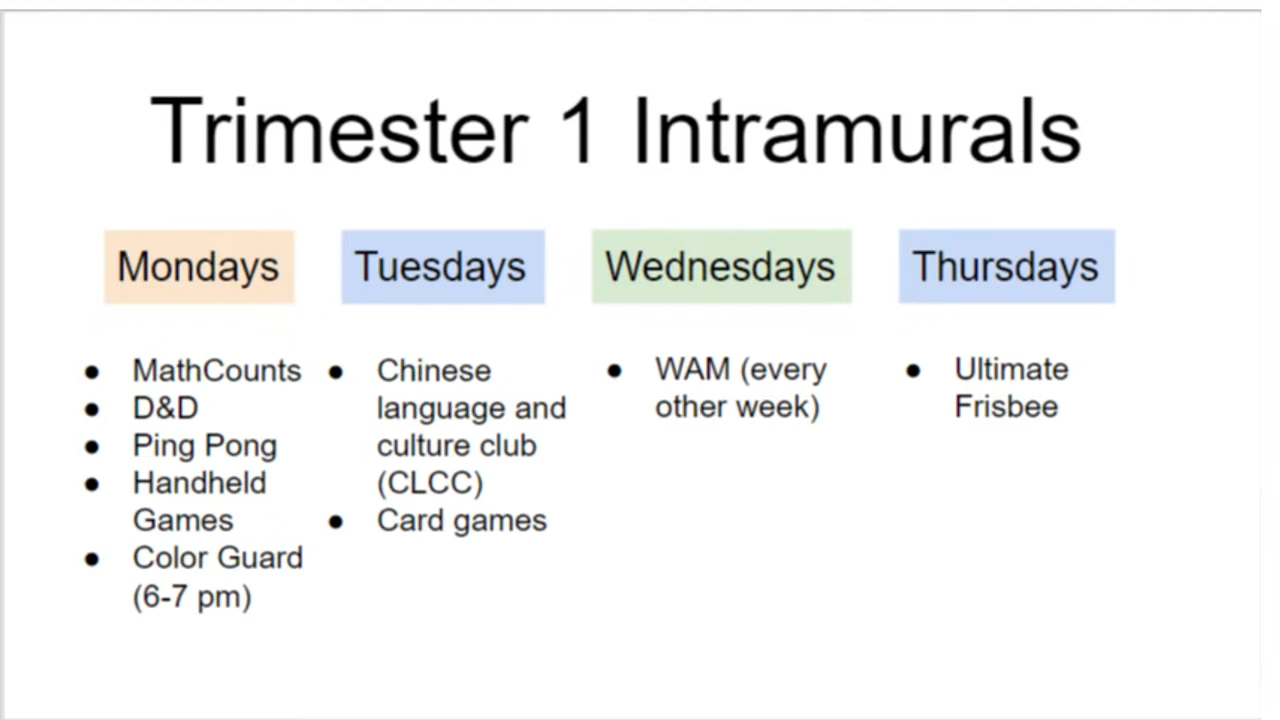 Trimester 1 Intramurals
Mondays
● MathCounts
● D&D
● Ping Pong
● Handheld
Games
● Color Guard
(6-7 pm)
Tuesdays
● Chinese
language and
culture club
(CLCC)
● Card games
Wednesdays
● WAM (every
other week)
Thursdays
● Ultimate
Frisbee